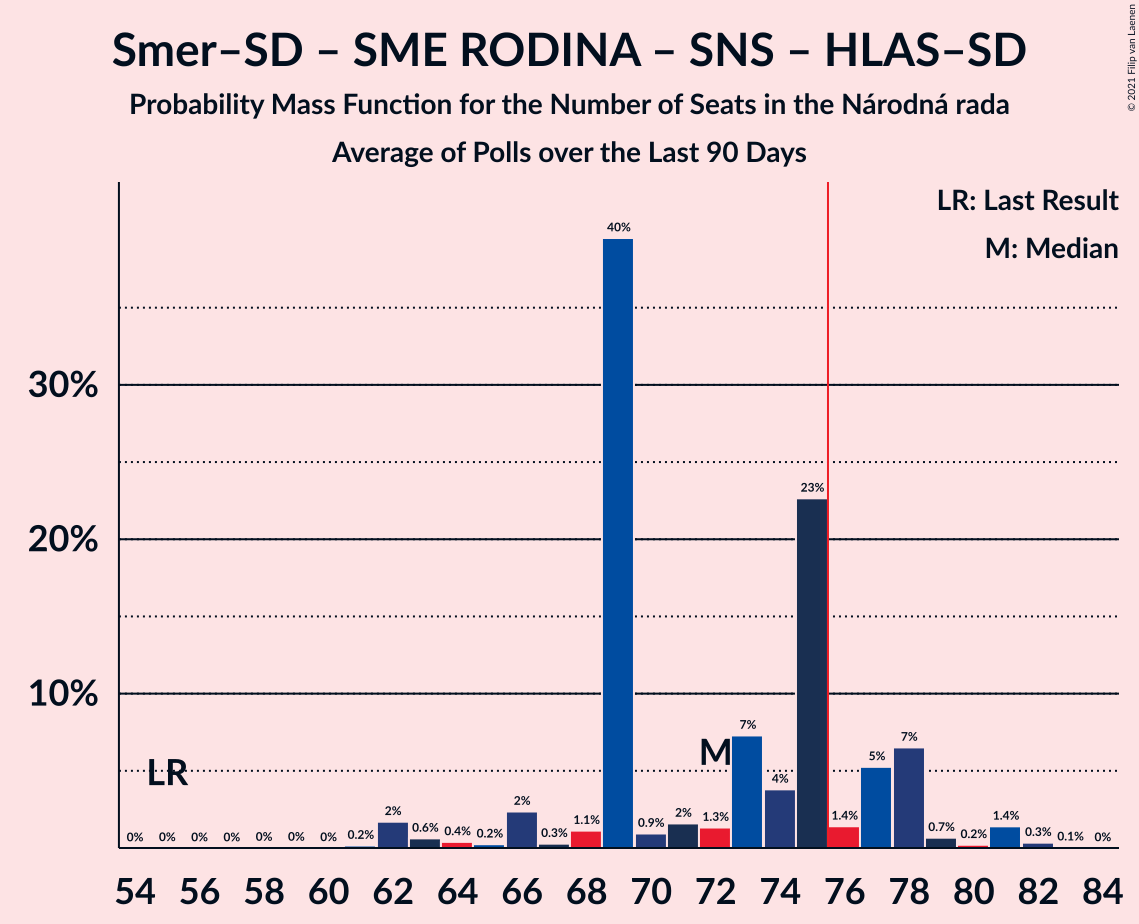 Smer–SD – SME RODINA – SNS – HLAS–SD
Probability Mass Function for the Number of Seats in the Národná rada
Average of Polls over the Last 90 Days
© 2021 Filip van Laenen
LR: Last Result
M: Median
30%
20%
10%
LR
M
0% 0% 0% 0% 0% 0% 0% 0.2% 2% 0.6% 0.4% 0.2% 2% 0.3% 1.1% 40% 0.9% 2% 1.3% 7% 4% 23% 1.4% 5% 7% 0.7% 0.2% 1.4% 0.3% 0.1% 0%
54 56 58 60 62 64 66 68 70 72 74 76 78 80 82 84